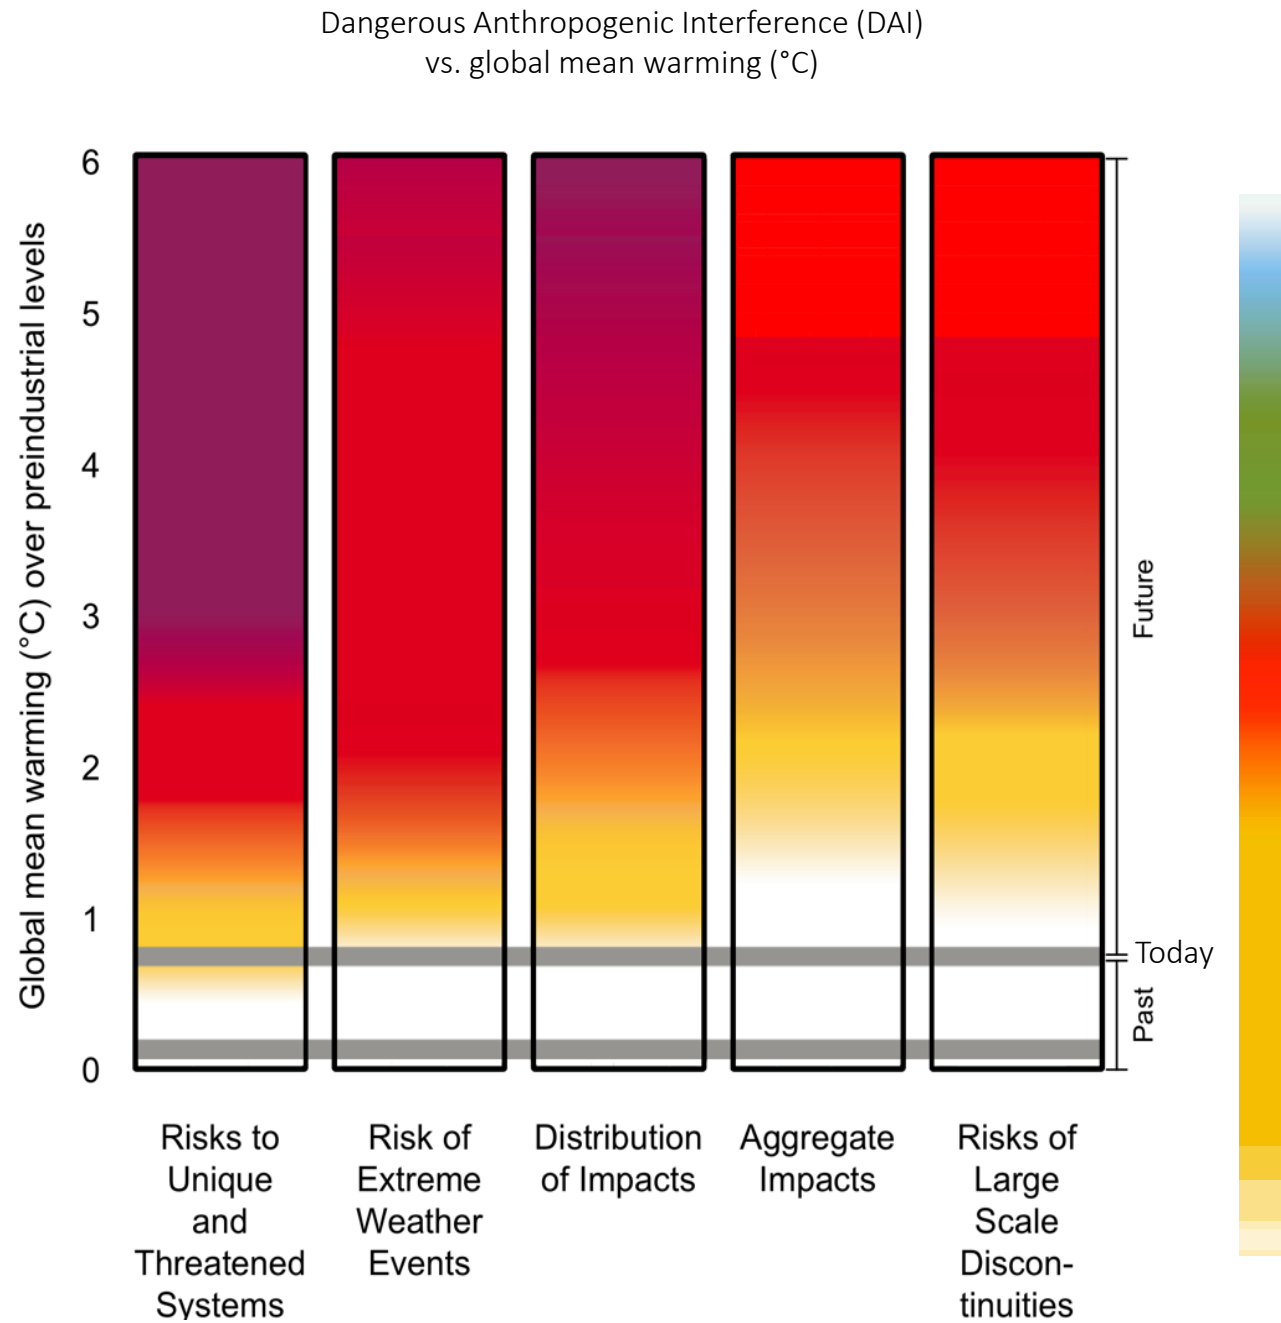 Dangerous Anthropogenic Interference (DAI)
vs. global mean warming (°C)
Global mean warming (°C) over preindustrial levels
6
5
4
3
2
1
0
Future
Today
Past
Risks to
Unique
and
Threatened
Systems
Risk of
Extreme
Weather
Events
Distribution
of Impacts
Aggregate
Impacts
Risks of
Large
Scale
Discon-
tinuities